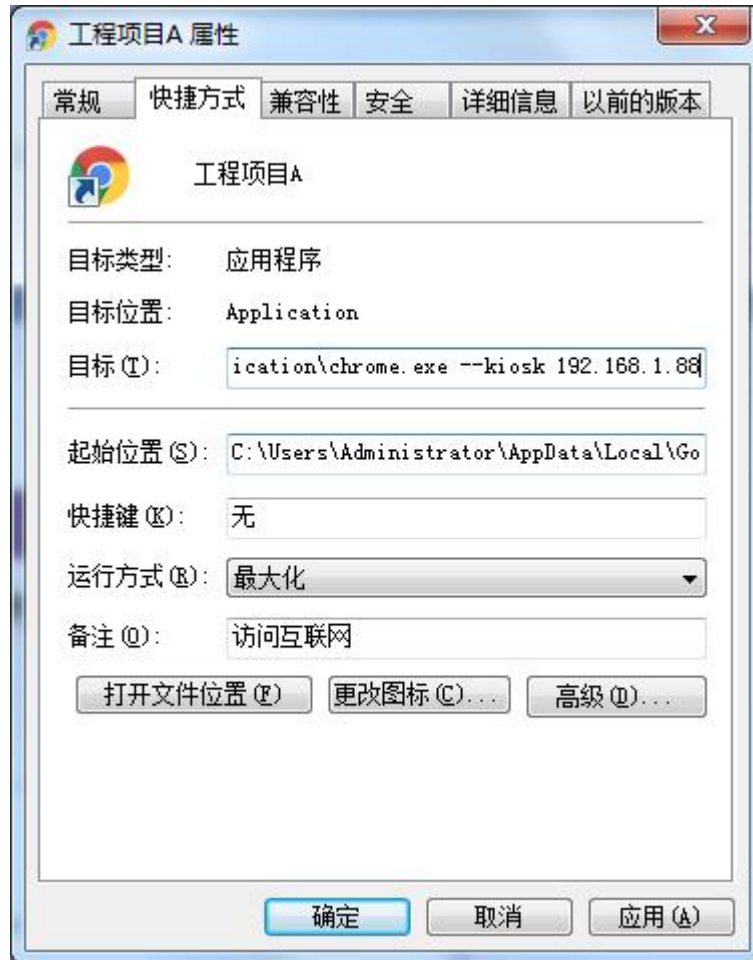 工程项目A 属性
常规 快捷方式 兼容性 安全 详细信息 以前的版本
工程项目A
目标类型: 应用程序
目标位置: Application
目标(T): ication\chrome.exe --kiosk 192.168.1.88
起始位置(S): C:\Users\Administrator\AppData\Local\Go
快捷键(K): 无
运行方式(R): 最大化
备注(O): 访问互联网
打开文件位置(F) 更改图标(C)... 高级(D)...
确定 取消 应用(A)